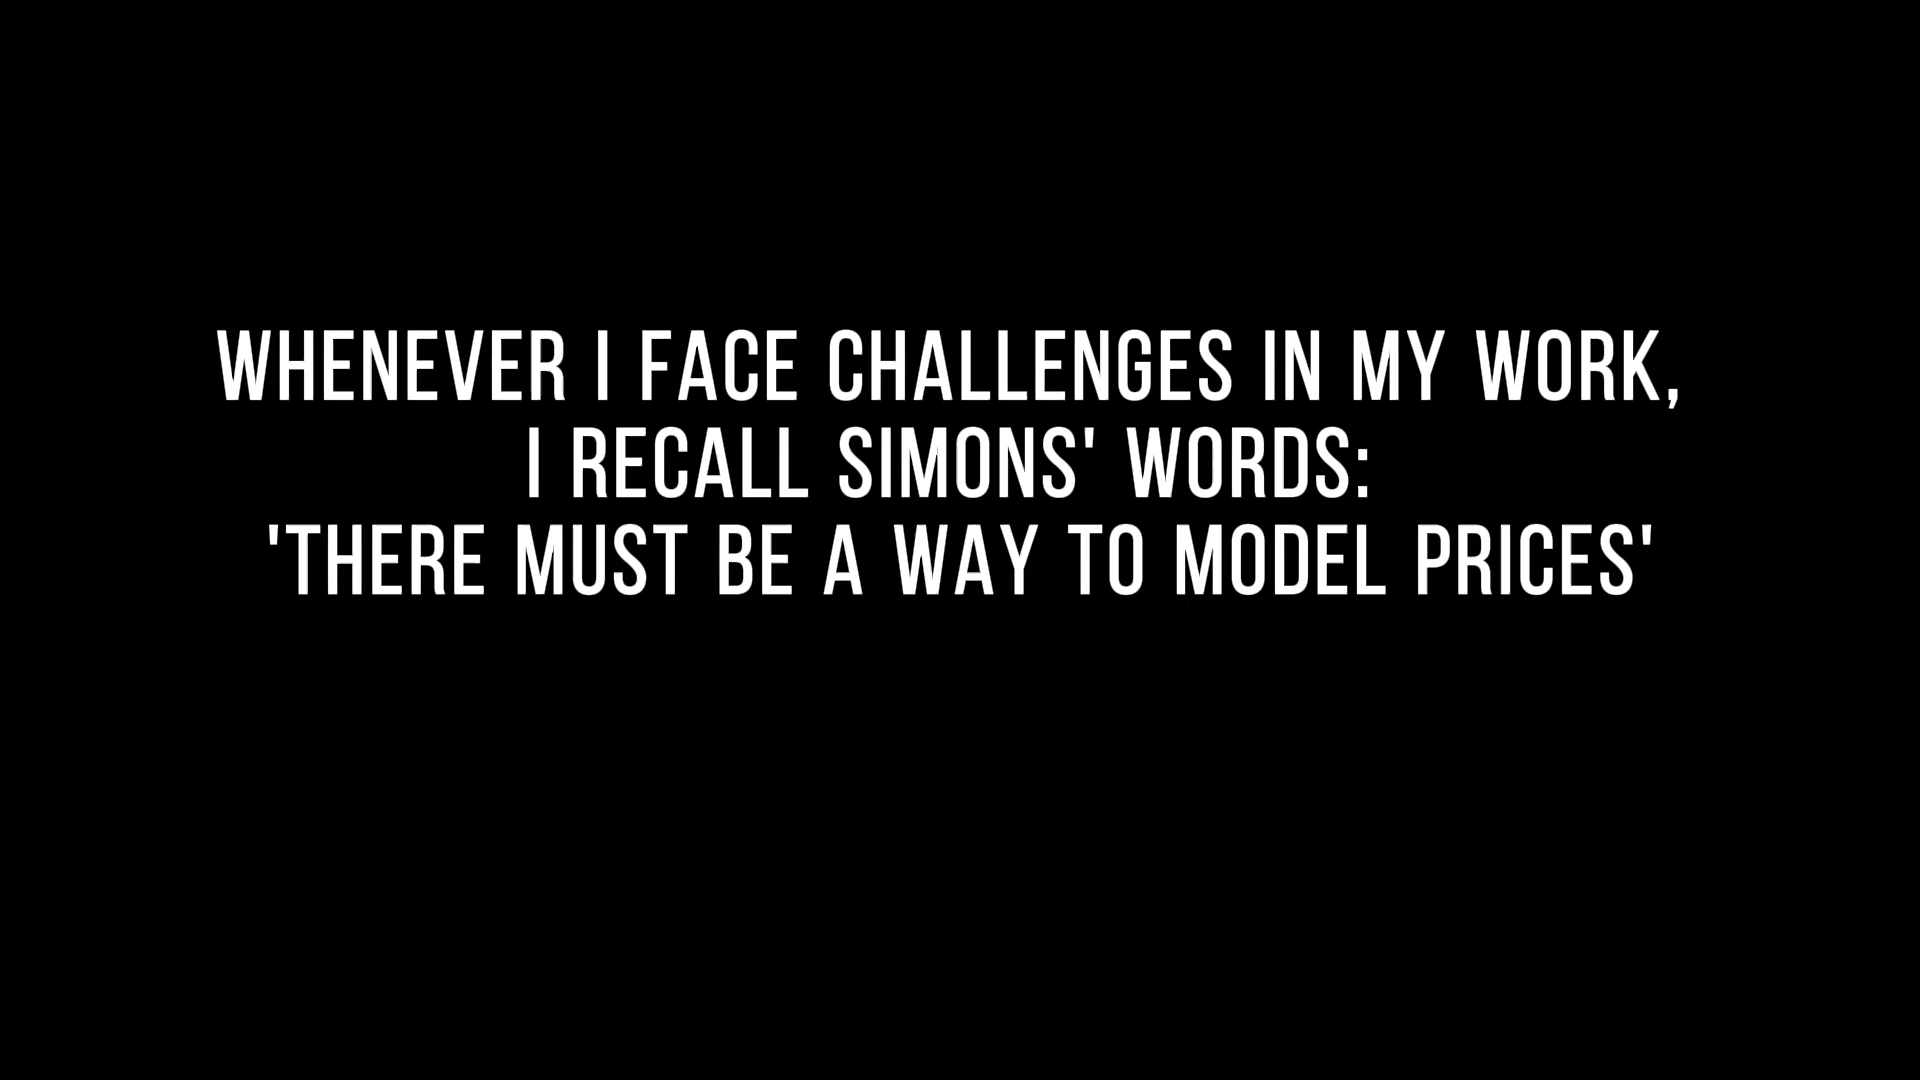 WHENEVER I FACE CHALLENGES IN MY WORK,
I RECALL SIMONS' WORDS:
'THERE MUST BE A WAY TO MODEL PRICES'